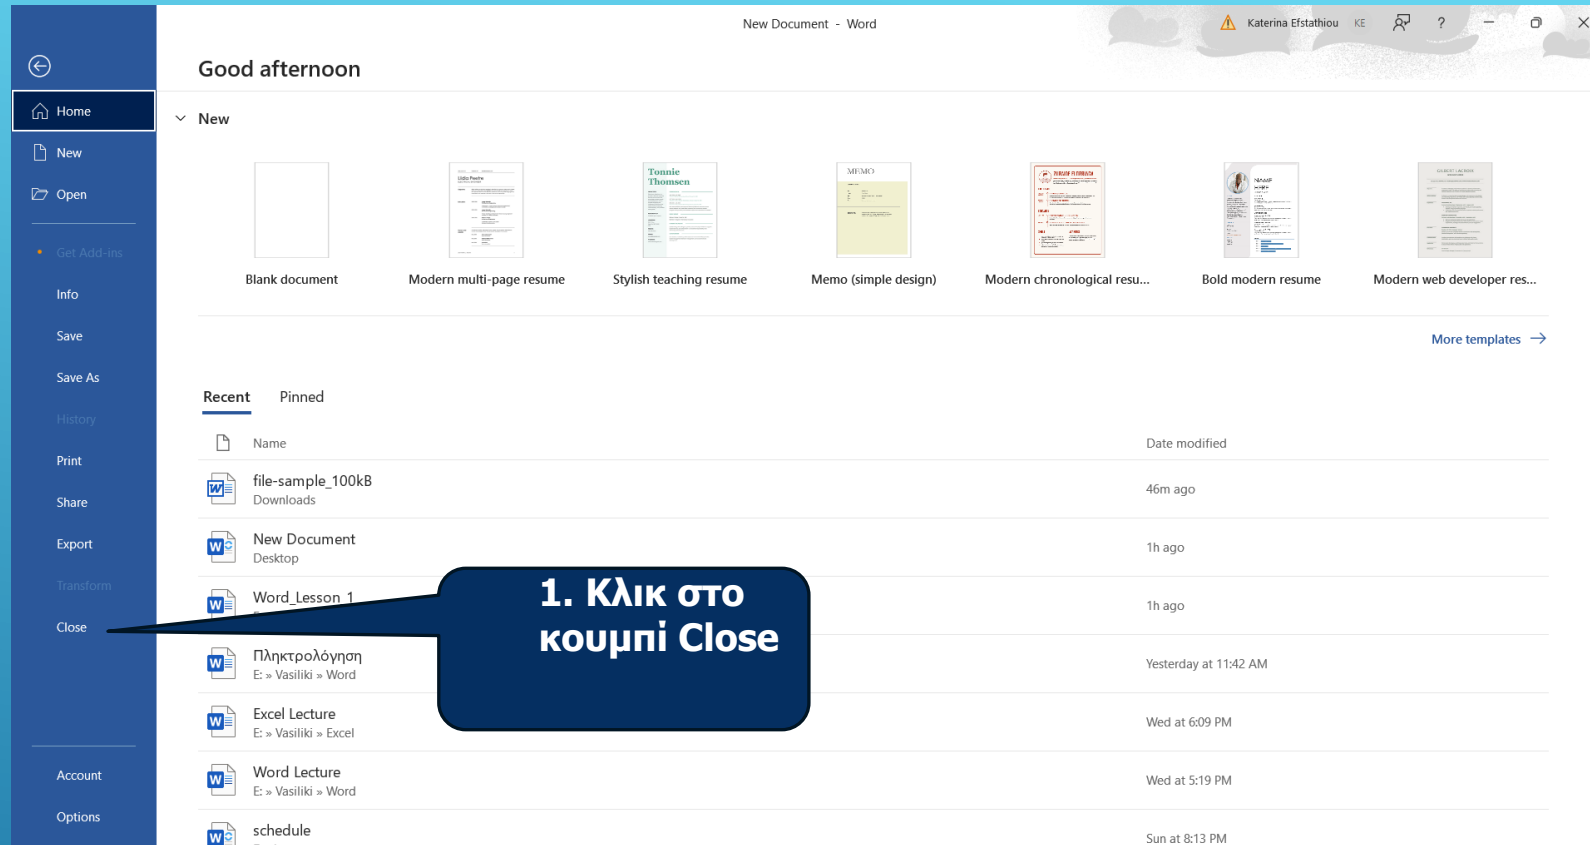 New Document - Word
Katerina Efstathiou KE ?
Good afternoon
Home
New
Open
Get Add-ins
Info
Save
Save As
History
Print
Share
Export
Transform
Close
Account
Options
New
Tonnie
Thomsen
MEMO
Blank document
Modern multi-page resume
Stylish teaching resume
Memo (simple design)
Modern chronological resu...
Bold modern resume
Modern web developer res...
More templates
Recent Pinned
Name Date modified
file-sample_100kB
Downloads
46m ago
New Document
Desktop
1h ago
Word_Lesson_1
1h ago
Πληκτρολόγηση
E: » Vasiliki » Word
Yesterday at 11:42 AM
Excel Lecture
E: » Vasiliki » Excel
Wed at 6:09 PM
Word Lecture
E: » Vasiliki » Word
Wed at 5:19 PM
schedule
Sun at 8:13 PM
1. Κλικ στο
κουμπί Close